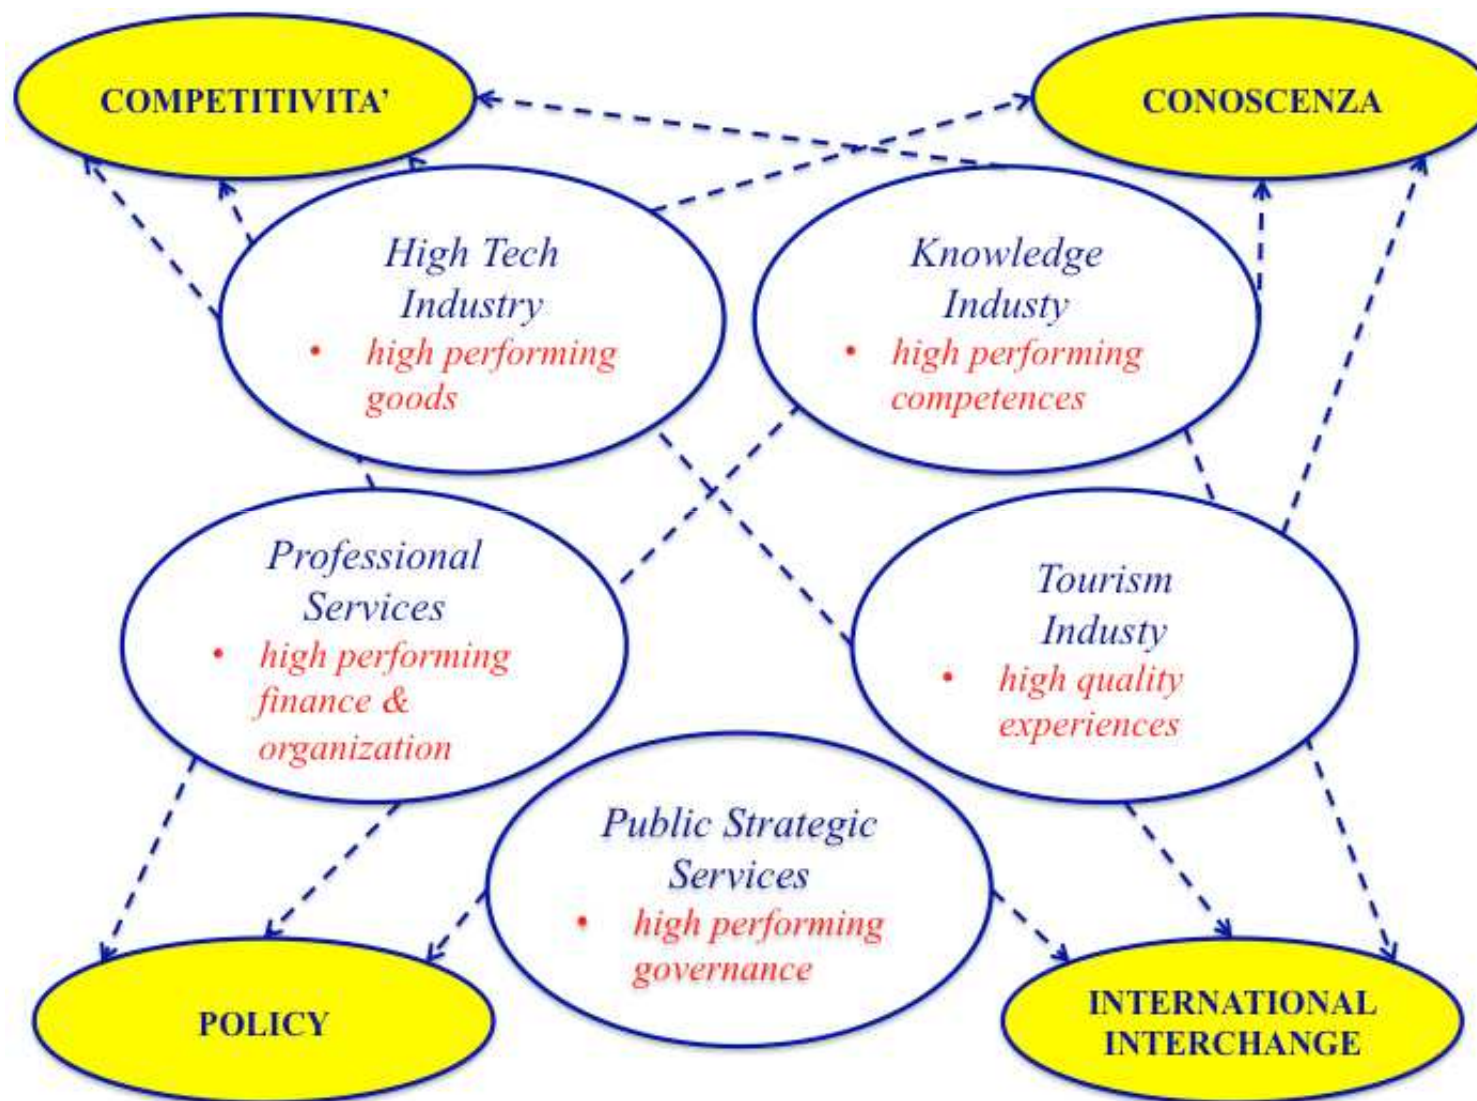 COMPETITIVITA’
CONOSCENZA
High Tech
Industry
• high performing
goods
Knowledge
Industy
• high performing
competences
Professional
Services
• high performing
finance &
organization
Tourism
Industy
• high quality
experiences
Public Strategic
Services
• high performing
governance
POLICY
INTERNATIONAL
INTERCHANGE